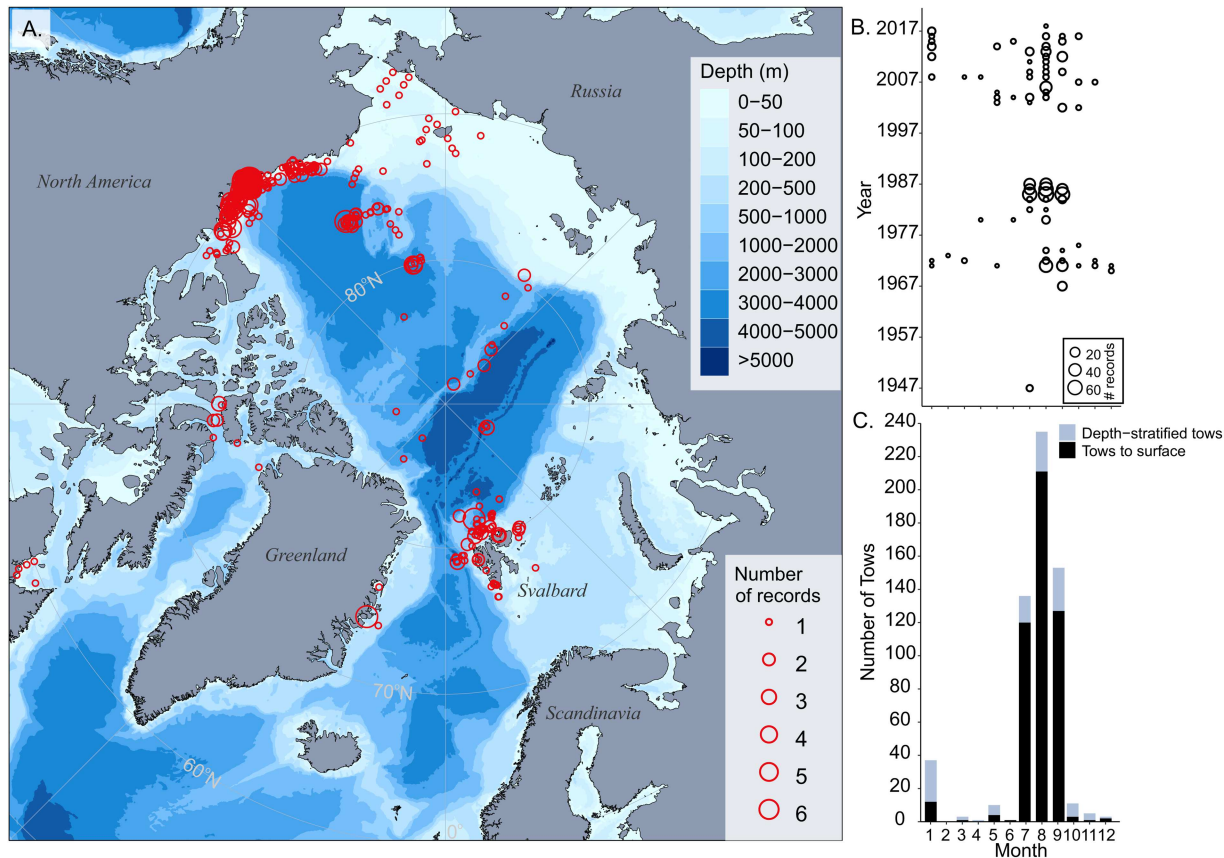 A.
Depth (m)
0−50
50−100
100−200
200−500
500−1000
1000−2000
2000−3000
3000−4000
4000−5000
>5000
Russia
North America
80°N
Greenland
Svalbard
Scandinavia
70°N
60°N
0°
Number
of records
1
2
3
4
5
6
B.
Year
2017
2007
1997
1987
1977
1967
1957
1947
20
40
60
# records
C.
Depth−stratified tows
Tows to surface
Number of Tows
240
220
200
180
160
140
120
100
80
60
40
20
0
1 2 3 4 5 6 7 8 9 10 11 12
Month